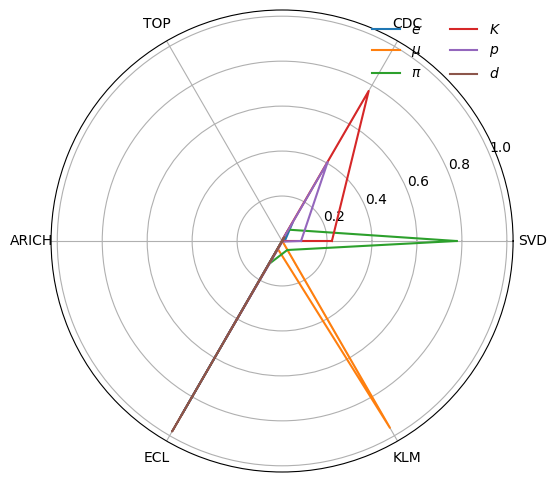 TOP
CDC
e K
μ p
π d
1.0
0.8
0.6
0.4
0.2
ARICH
SVD
ECL
KLM